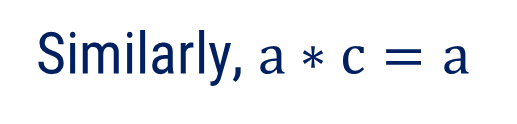 Similarly, a ∗ c = a